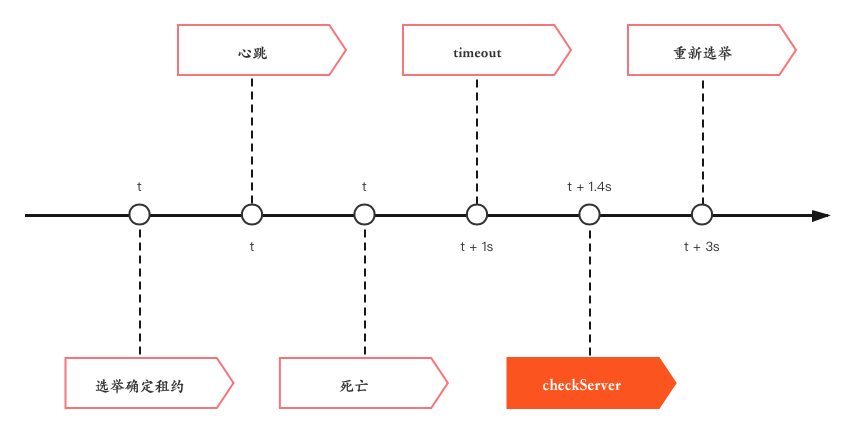 心跳
timeout
重新选举
t
t
t + 1.4s
t
t + 1s
t + 3s
选举确定租约
死亡
checkServer